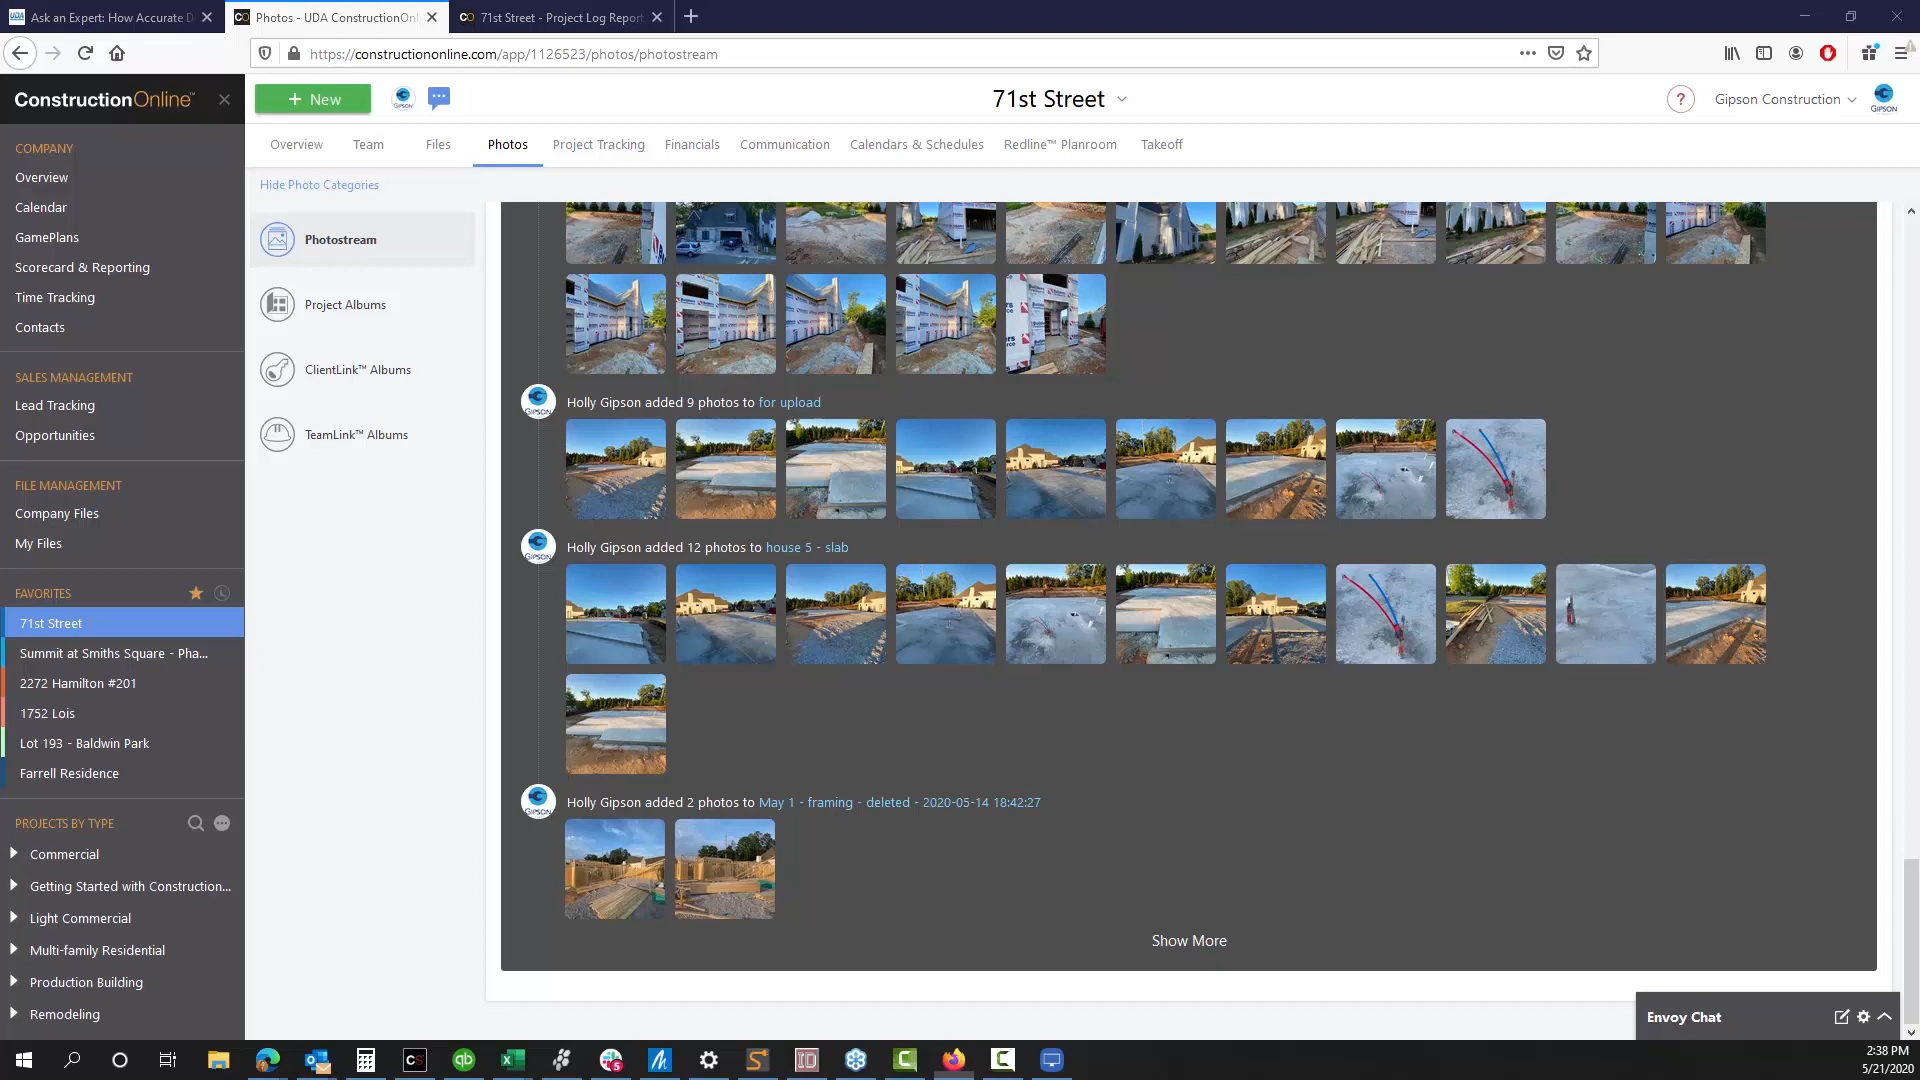 Ask an Expert: How Accurate D
Photos - UDA ConstructionOnl
71st Street - Project Log Report
https://constructiononline.com/app/1126523/photos/photostream
ConstructionOnline™
+ New
GIPSON
71st Street
?
Gipson Construction
GIPSON
Overview
Team
Files
Photos
Project Tracking
Financials
Communication
Calendars & Schedules
Redline™ Planroom
Takeoff
COMPANY
Overview
Calendar
GamePlans
Scorecard & Reporting
Time Tracking
Contacts
SALES MANAGEMENT
Lead Tracking
Opportunities
FILE MANAGEMENT
Company Files
My Files
FAVORITES
71st Street
Summit at Smiths Square - Pha...
2272 Hamilton #201
1752 Lois
Lot 193 - Baldwin Park
Farrell Residence
PROJECTS BY TYPE
Commercial
Getting Started with Construction...
Light Commercial
Multi-family Residential
Production Building
Remodeling
Hide Photo Categories
Photostream
Project Albums
ClientLink™ Albums
TeamLink™ Albums
GIPSON
Holly Gipson added 9 photos to for upload
GIPSON
Holly Gipson added 12 photos to house 5 - slab
GIPSON
Holly Gipson added 2 photos to May 1 - framing - deleted - 2020-05-14 18:42:27
Show More
Envoy Chat
2:38 PM
5/21/2020